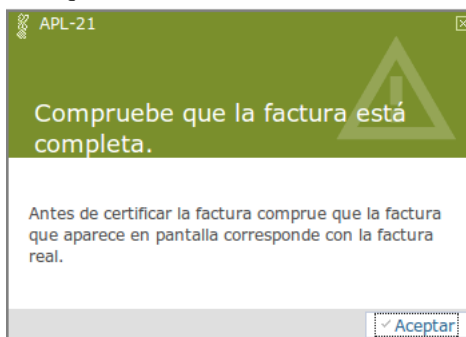 APL-21
Compruebe que la factura está
completa.
Antes de certificar la factura comprue que la factura
que aparece en pantalla corresponde con la factura
real.
Aceptar